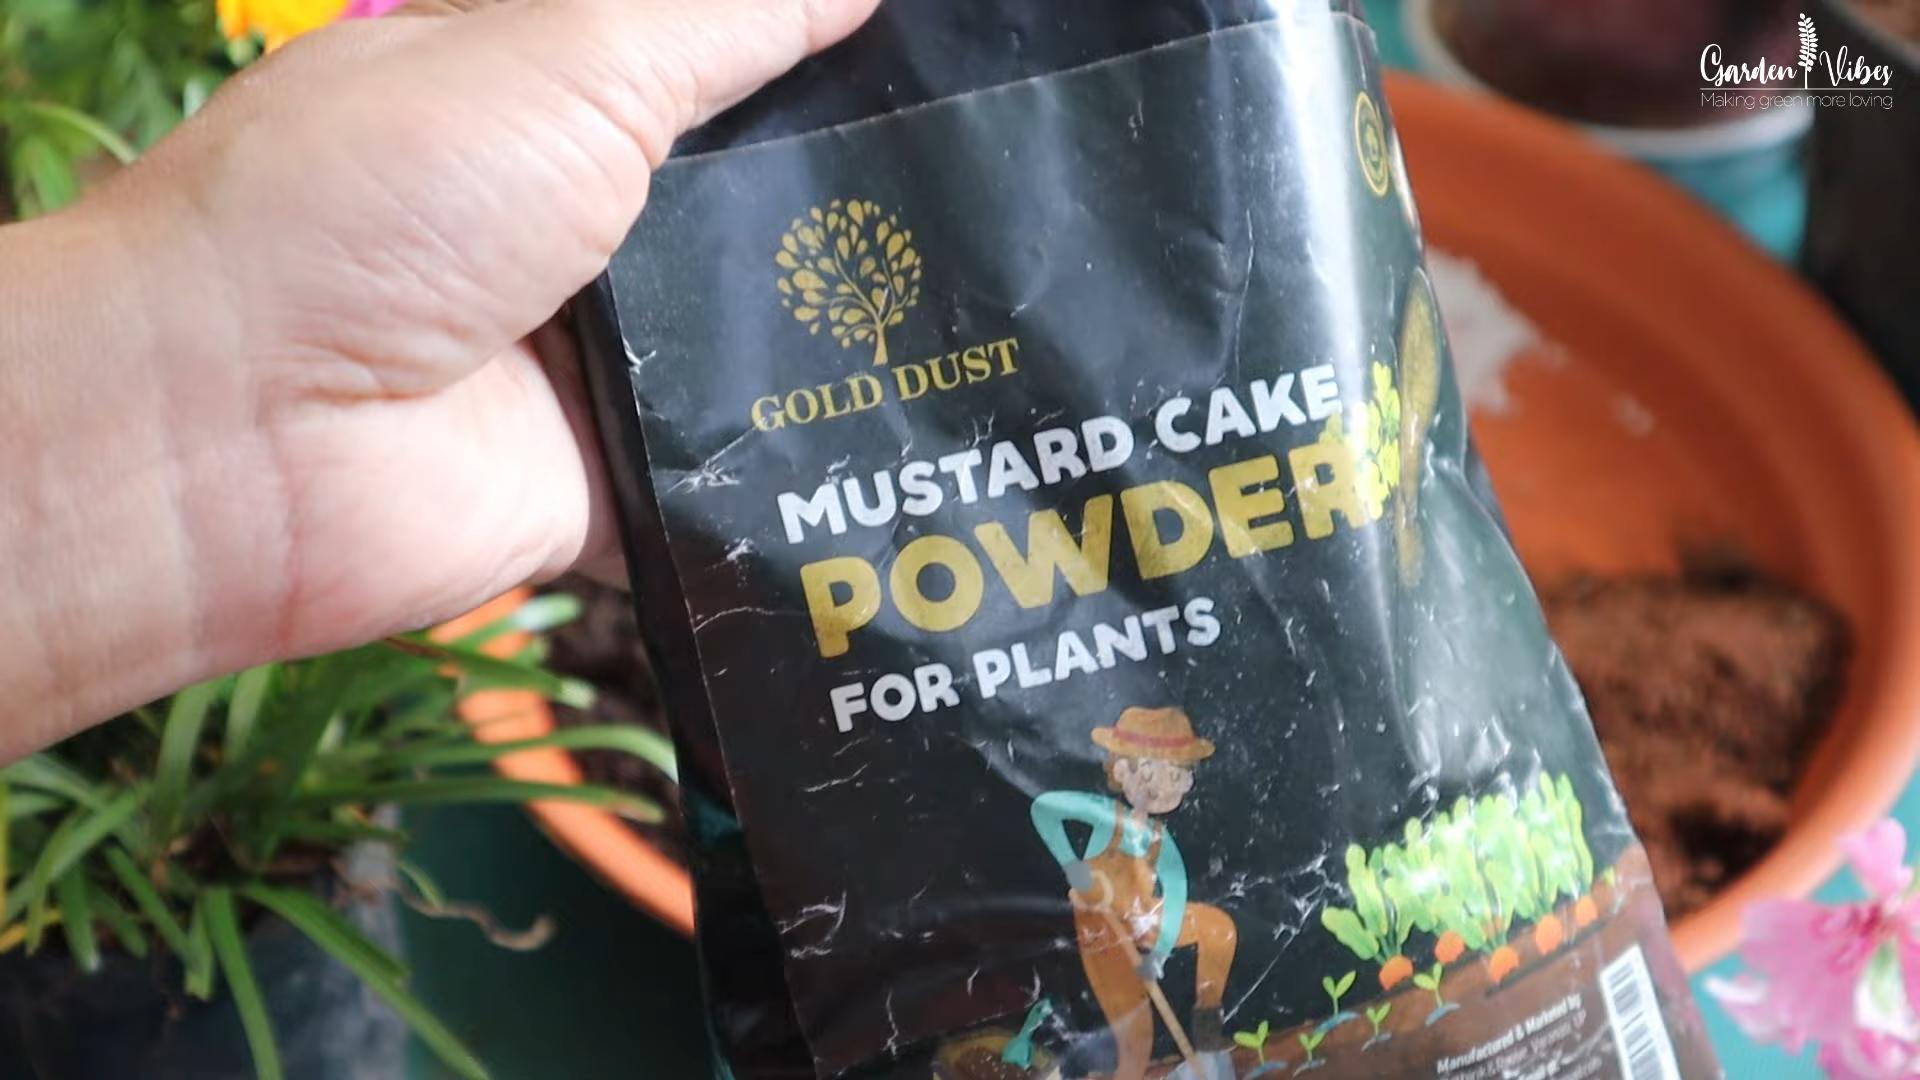 Garden Vibes
Making green more loving
GOLD DUST
MUSTARD CAKE
POWDER
FOR PLANTS
Manufactured & Marketed by